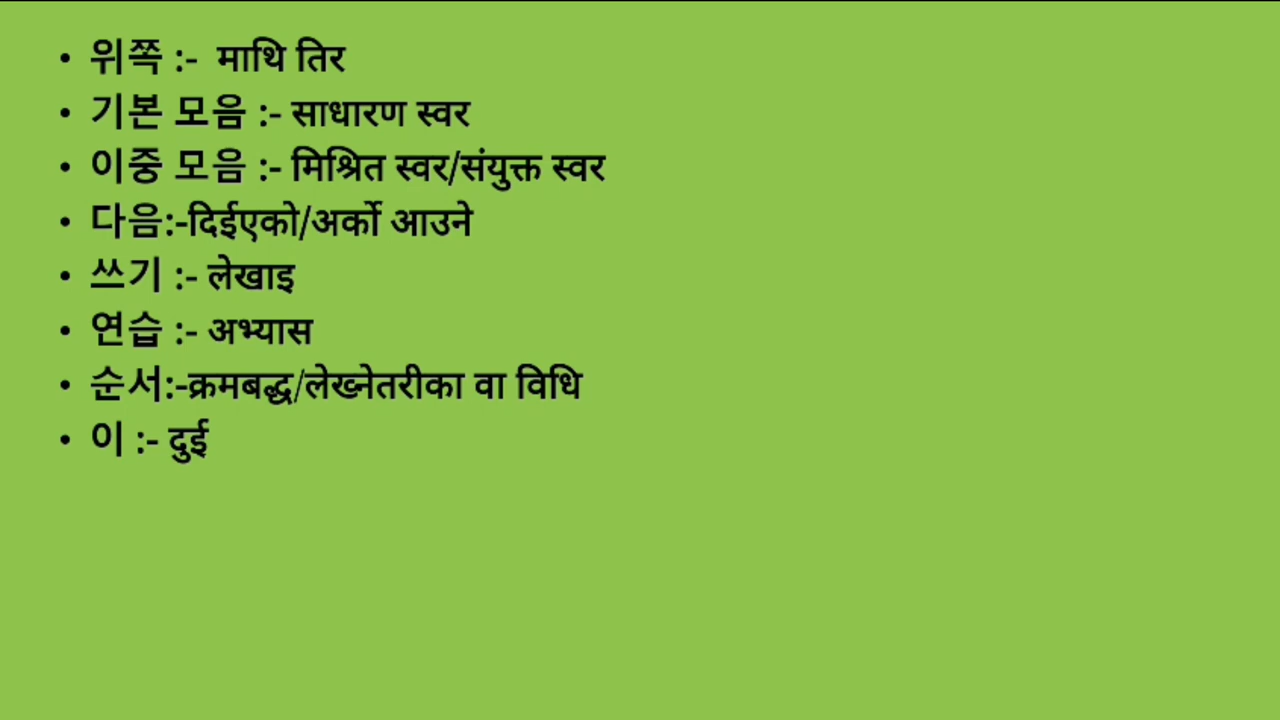 • 위쪽 :- माथि तिर
• 기본 모음 :- साधारण स्वर
• 이중 모음 :- मिश्रित स्वर/संयुक्त स्वर
• 다음:-दिईएको/अर्को आउने
• 쓰기 :- लेखाइ
• 연습 :- अभ्यास
• 순서:-क्रमबद्ध/लेख्नेतरीका वा विधि
• 이 :- दुई